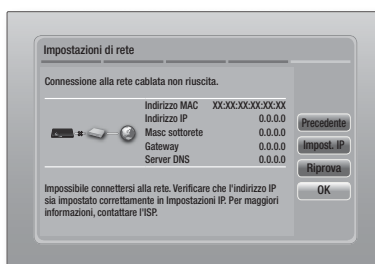 Impostazioni di rete
Connessione alla rete cablata non riuscita.
Indirizzo MAC XX:XX:XX:XX:XX:XX
Indirizzo IP 0.0.0.0
Masc sottorete 0.0.0.0
Gateway 0.0.0.0
Server DNS 0.0.0.0
Impossibile connettersi alla rete. Verificare che l'indirizzo IP
sia impostato correttamente in Impostazioni IP. Per maggiori
informazioni, contattare l'ISP.
Precedente
Impost. IP
Riprova
OK